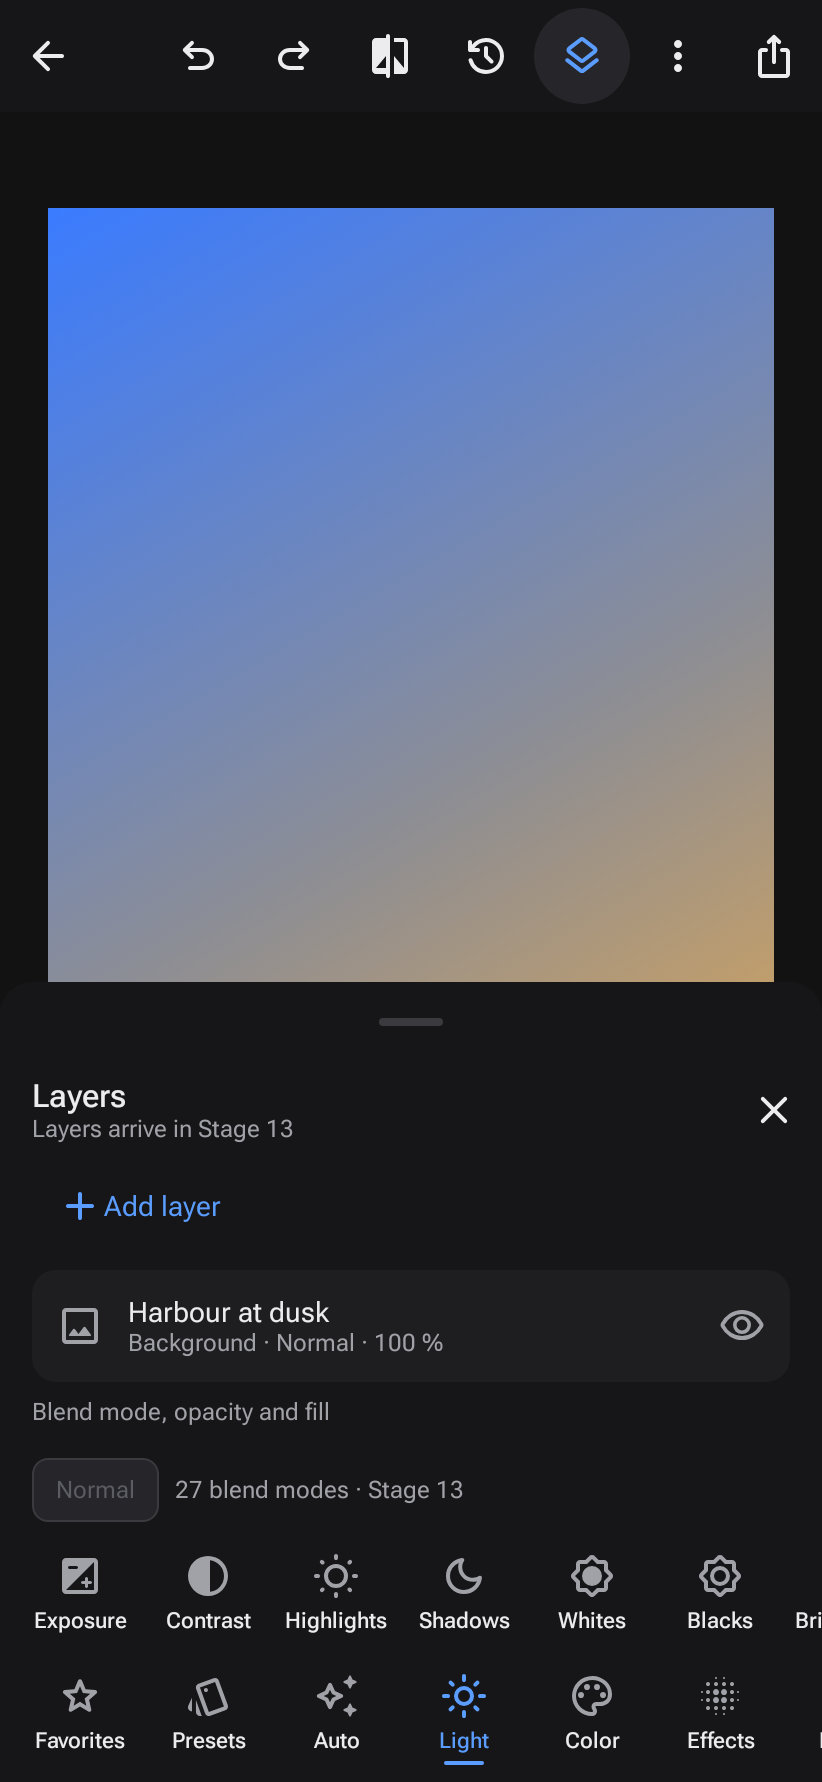 Layers
Layers arrive in Stage 13
Add layer
Harbour at dusk
Background · Normal · 100 %
Blend mode, opacity and fill
Normal
27 blend modes · Stage 13
Exposure
Contrast
Highlights
Shadows
Whites
Blacks
Bri
Favorites
Presets
Auto
Light
Color
Effects